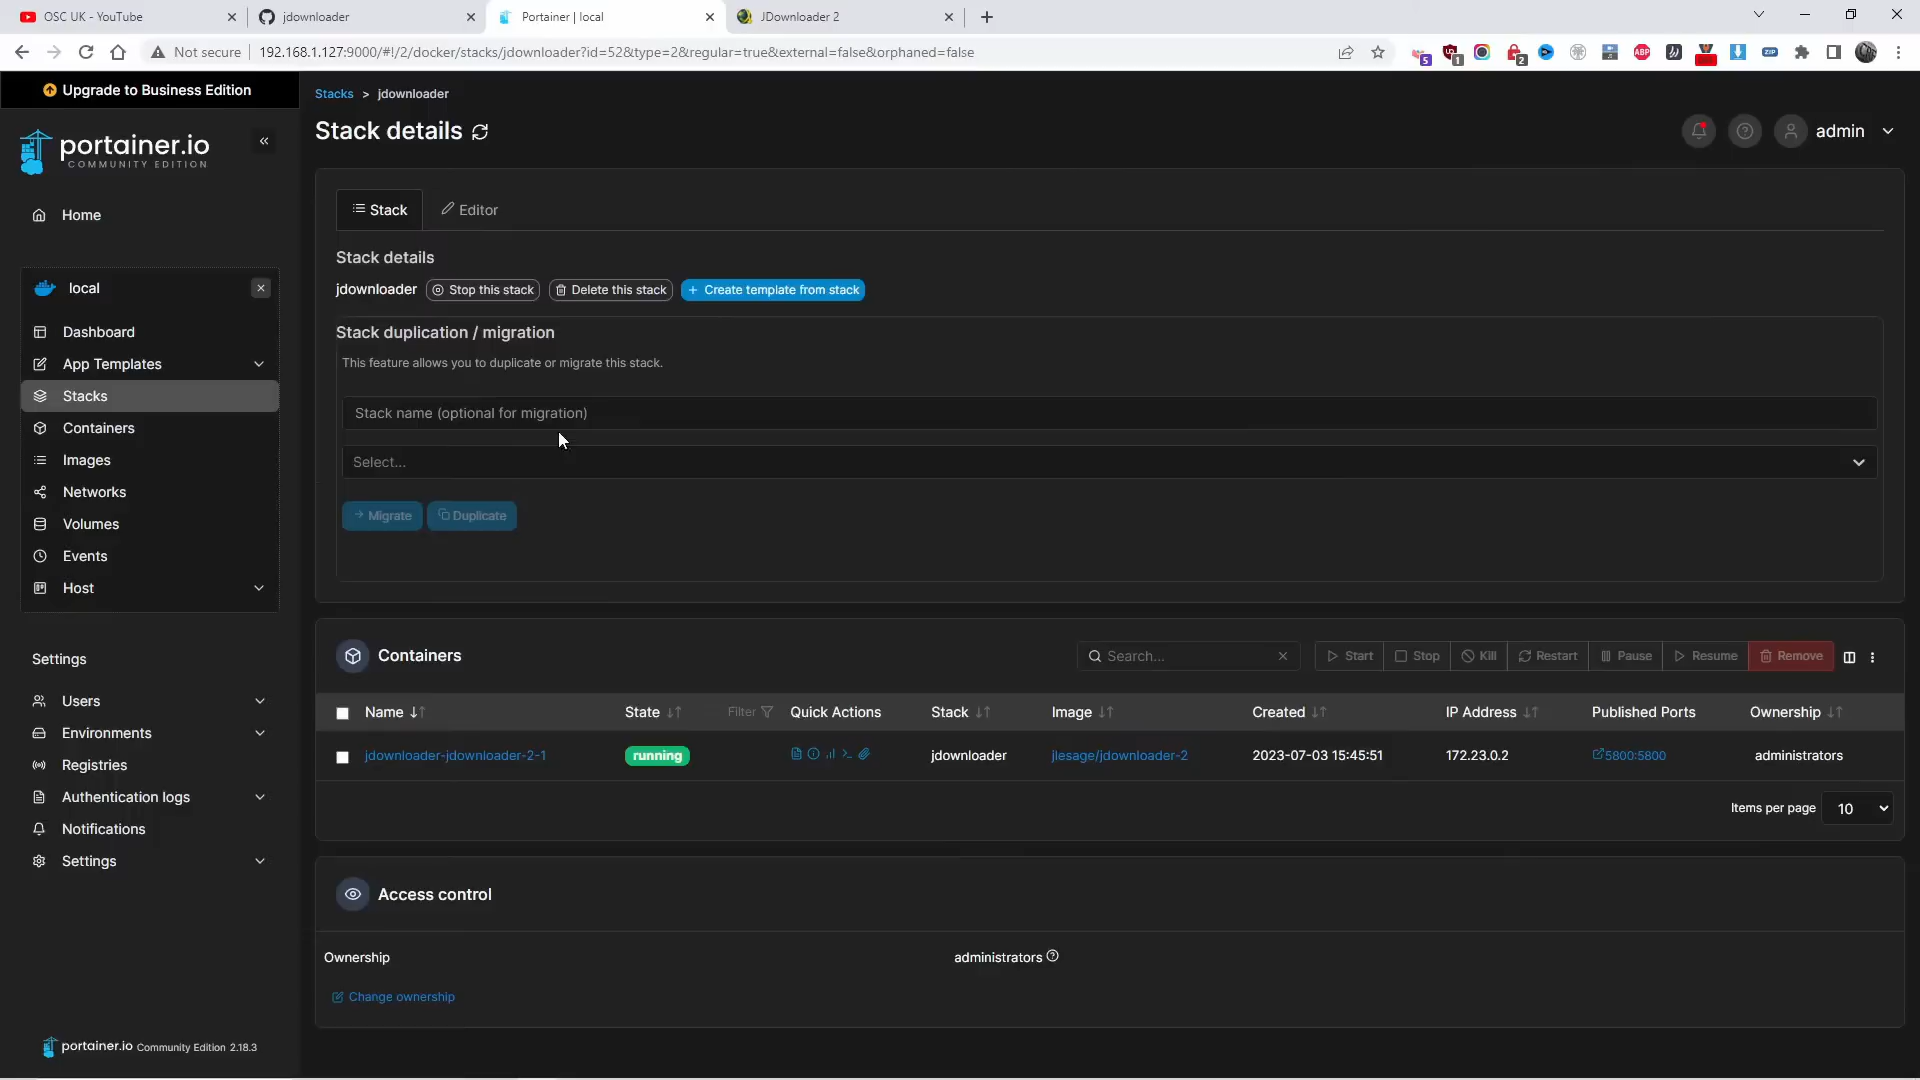 OSC UK - YouTube
jdownloader
Portainer | local
JDownloader 2
Not secure
192.168.1.127:9000/#!/2/docker/stacks/jdownloader?id=52&type=2&regular=true&external=false&orphaned=false
5
1
2
ABP
ZIP
Upgrade to Business Edition
portainer.io
COMMUNITY EDITION
Home
local
Dashboard
App Templates
Stacks
Containers
Images
Networks
Volumes
Events
Host
Settings
Users
Environments
Registries
Authentication logs
Notifications
Settings
portainer.io Community Edition 2.18.3
Stacks > jdownloader
Stack details
admin
Stack
Editor
Stack details
jdownloader Stop this stack Delete this stack + Create template from stack
Stack duplication / migration
This feature allows you to duplicate or migrate this stack.
Stack name (optional for migration)
Select...
Migrate Duplicate
Containers
Search... Start Stop Kill Restart Pause Resume Remove
Name State Filter Quick Actions Stack Image Created IP Address Published Ports Ownership
jdownloader-jdownloader-2-1 running jdownloader jlesage/jdownloader-2 2023-07-03 15:45:51 172.23.0.2 5800:5800 administrators
Items per page 10
Access control
Ownership administrators
Change ownership